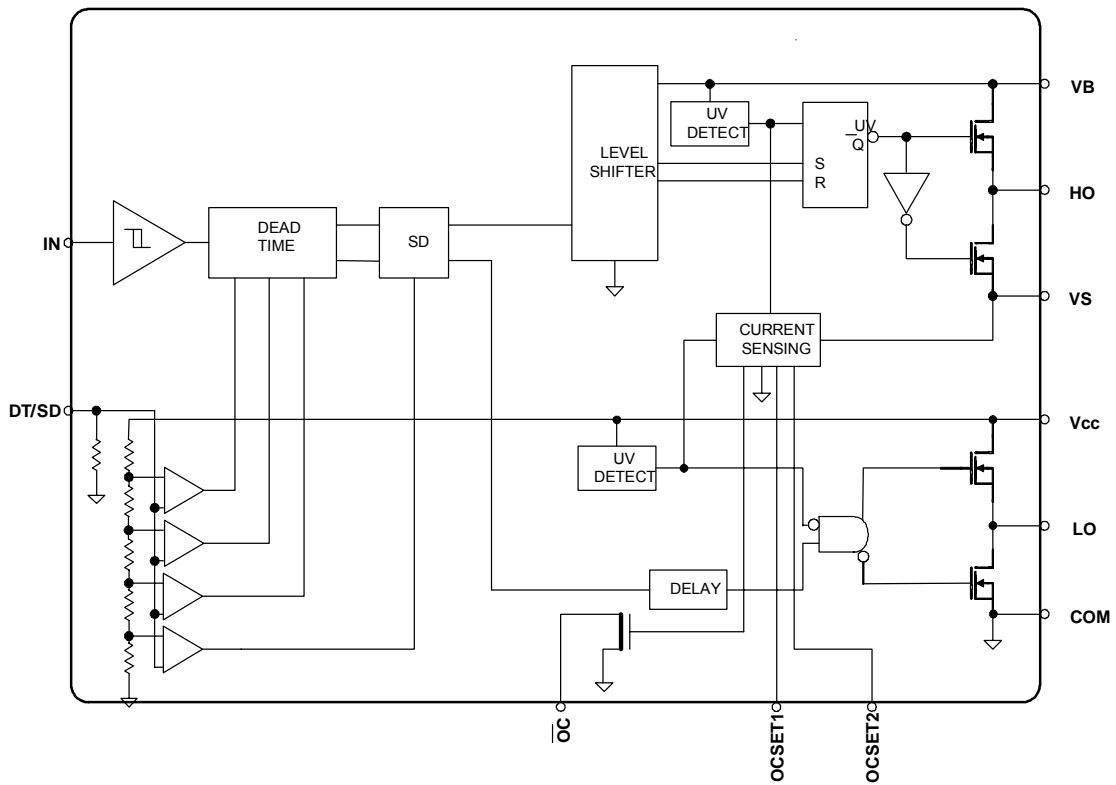 VB
UV
DETECT
UV
Q
LEVEL
SHIFTER
S
R
HO
DEAD
TIME
SD
IN
VS
CURRENT
SENSING
DT/SD
Vcc
UV
DETECT
LO
DELAY
COM
OC
OCSET1
OCSET2